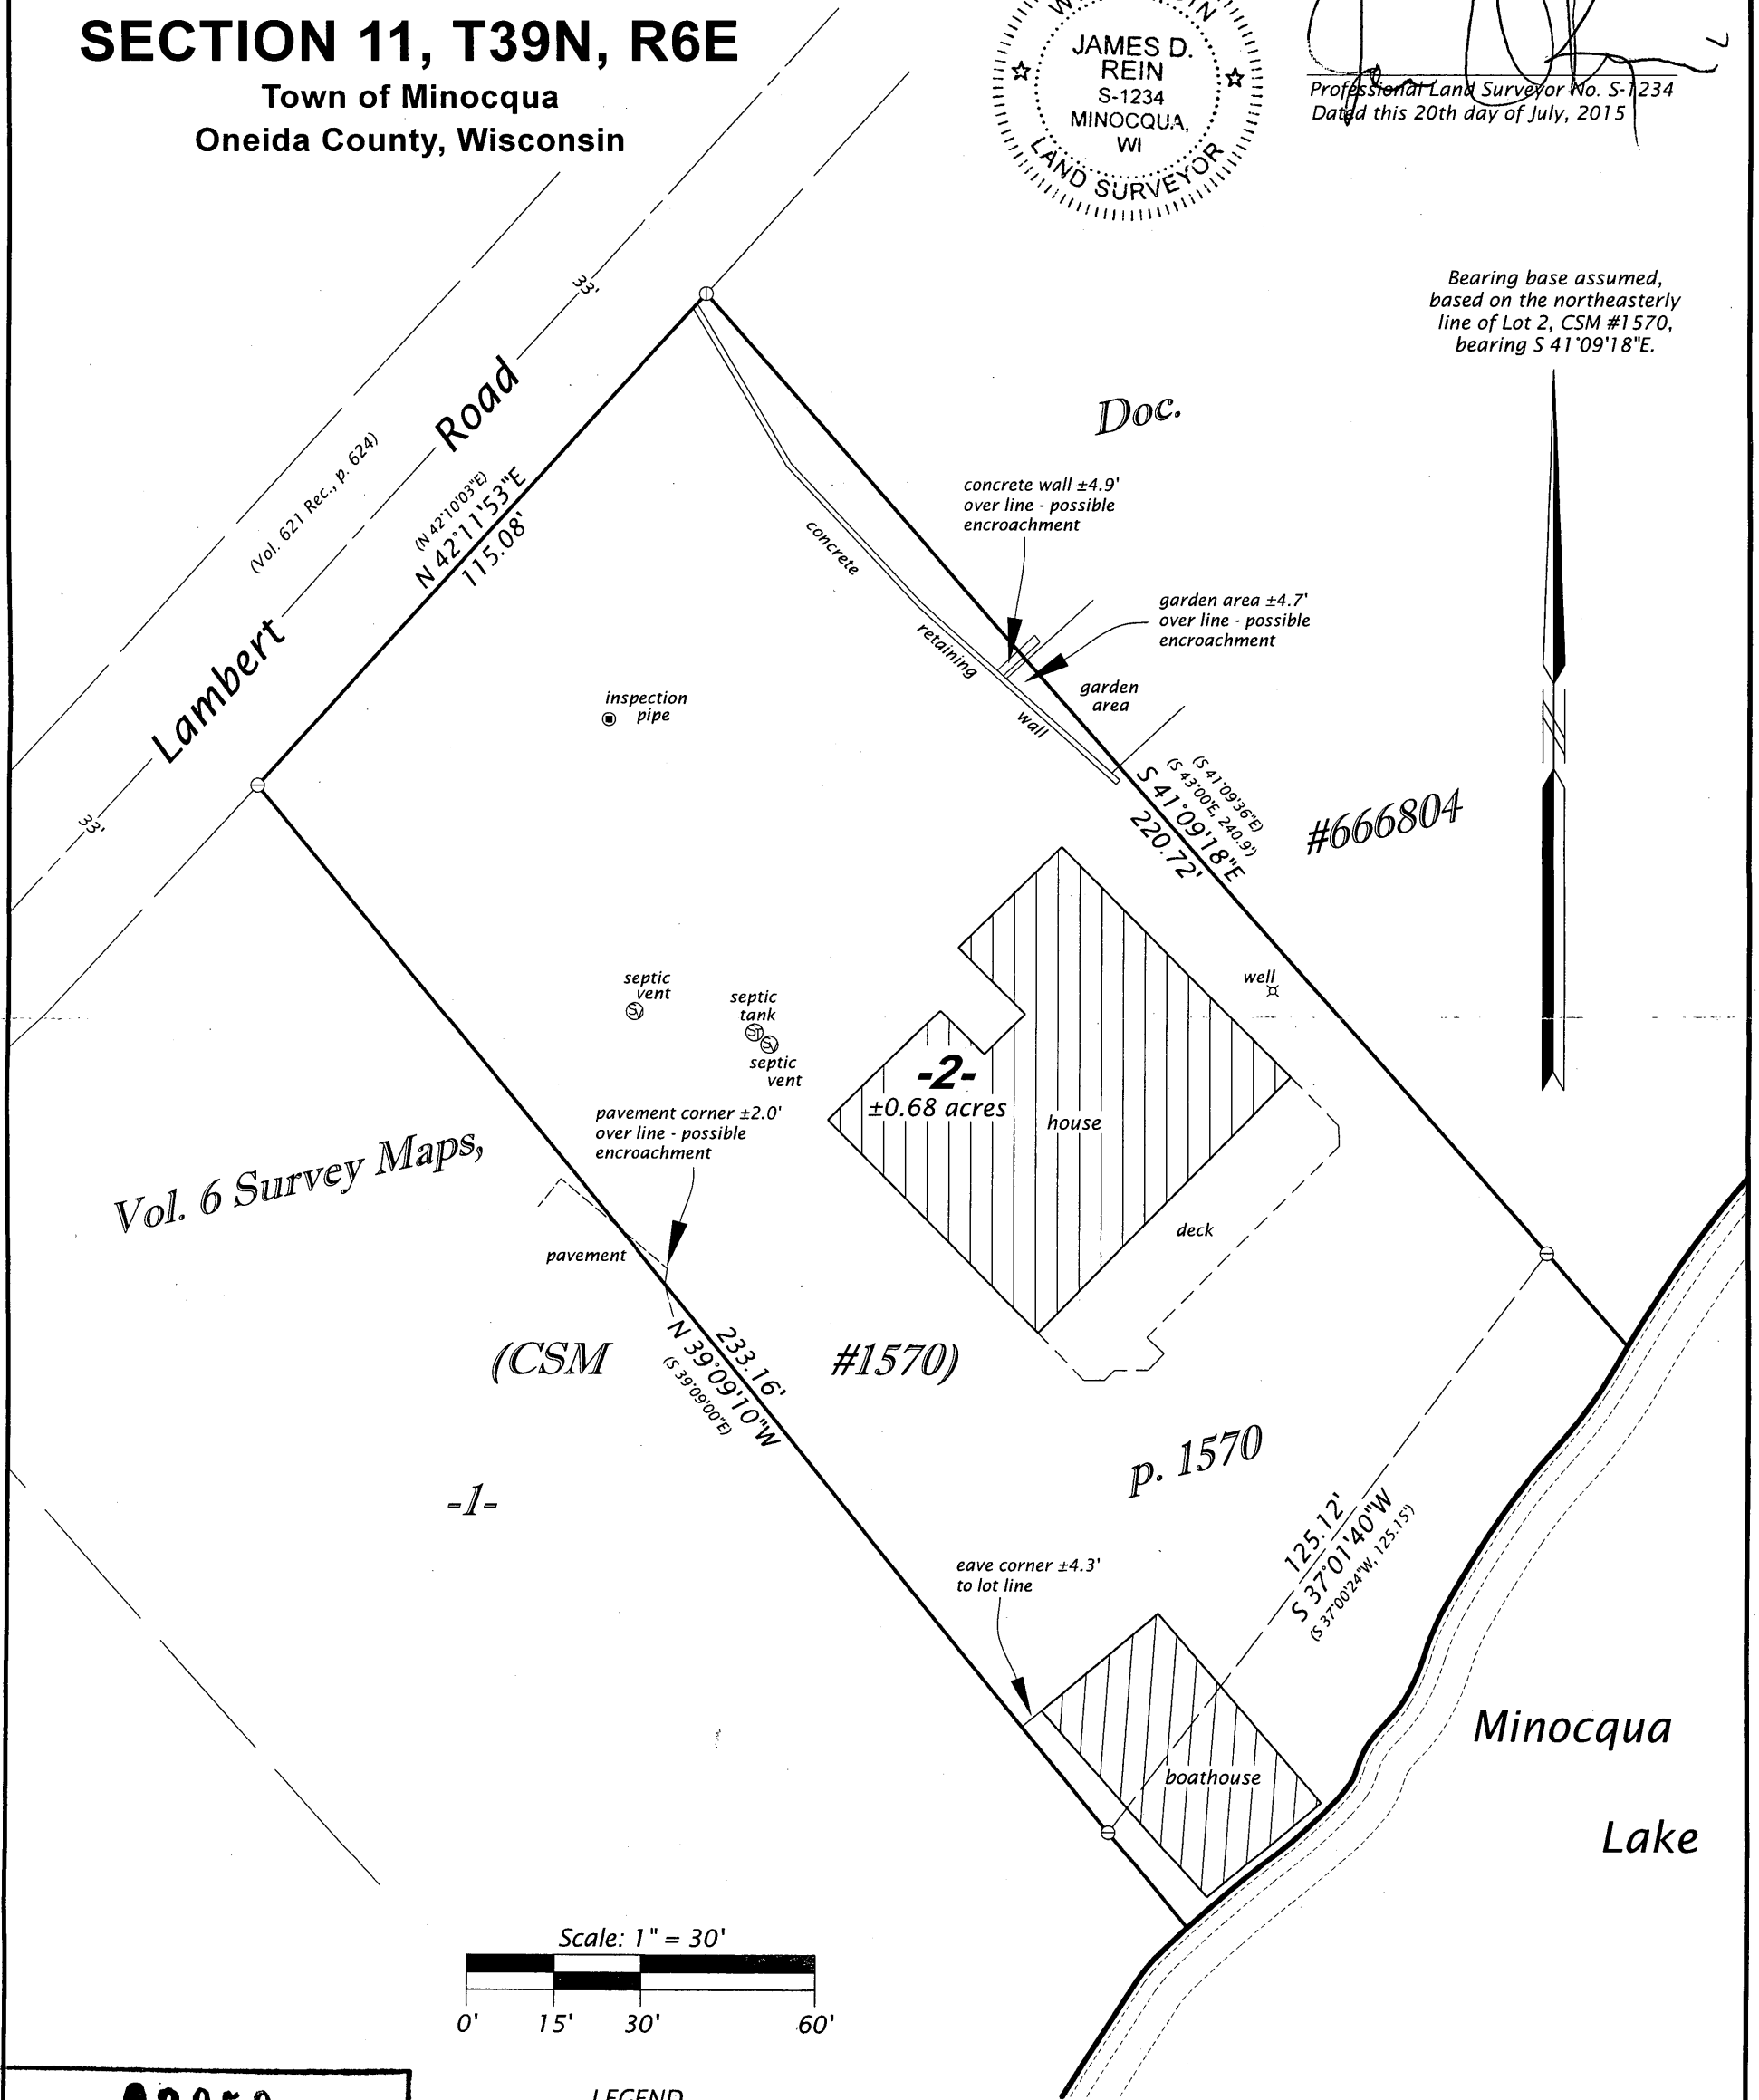 SECTION 11, T39N, R6E
Town of Minocqua
Oneida County, Wisconsin
JAMES D.
REIN
S-1234
MINOCQUA,
WI
LAND SURVEYOR
Professional Land Surveyor No. S-1234
Dated this 20th day of July, 2015
Bearing base assumed,
based on the northeasterly
line of Lot 2, CSM #1570,
bearing S 41°09'18"E.
33'
Lambert Road
(Vol. 621 Rec., p. 624)
33'
(N 42°10'03"E)
N 42°11'53"E
115.08'
Doc.
concrete wall ±4.9'
over line - possible
encroachment
garden area ±4.7'
over line - possible
encroachment
concrete
retaining
wall
garden
area
inspection
pipe
(S 41°09'36"E)
(S 43°00'E, 240.9')
S 41°09'18"E
220.72'
#666804
septic
vent
SV
septic
tank
ST
SV
septic
vent
well
-2-
±0.68 acres
house
deck
pavement corner ±2.0'
over line - possible
encroachment
Vol. 6 Survey Maps,
pavement
233.16'
N 39°09'10"W
(S 39°09'00"E)
(CSM #1570)
p. 1570
-1-
125.12'
S 37°01'40"W
(S 37°00'24"W, 125.15')
eave corner ±4.3'
to lot line
boathouse
Minocqua
Lake
Scale: 1" = 30'
0' 15' 30' 60'
LEGEND